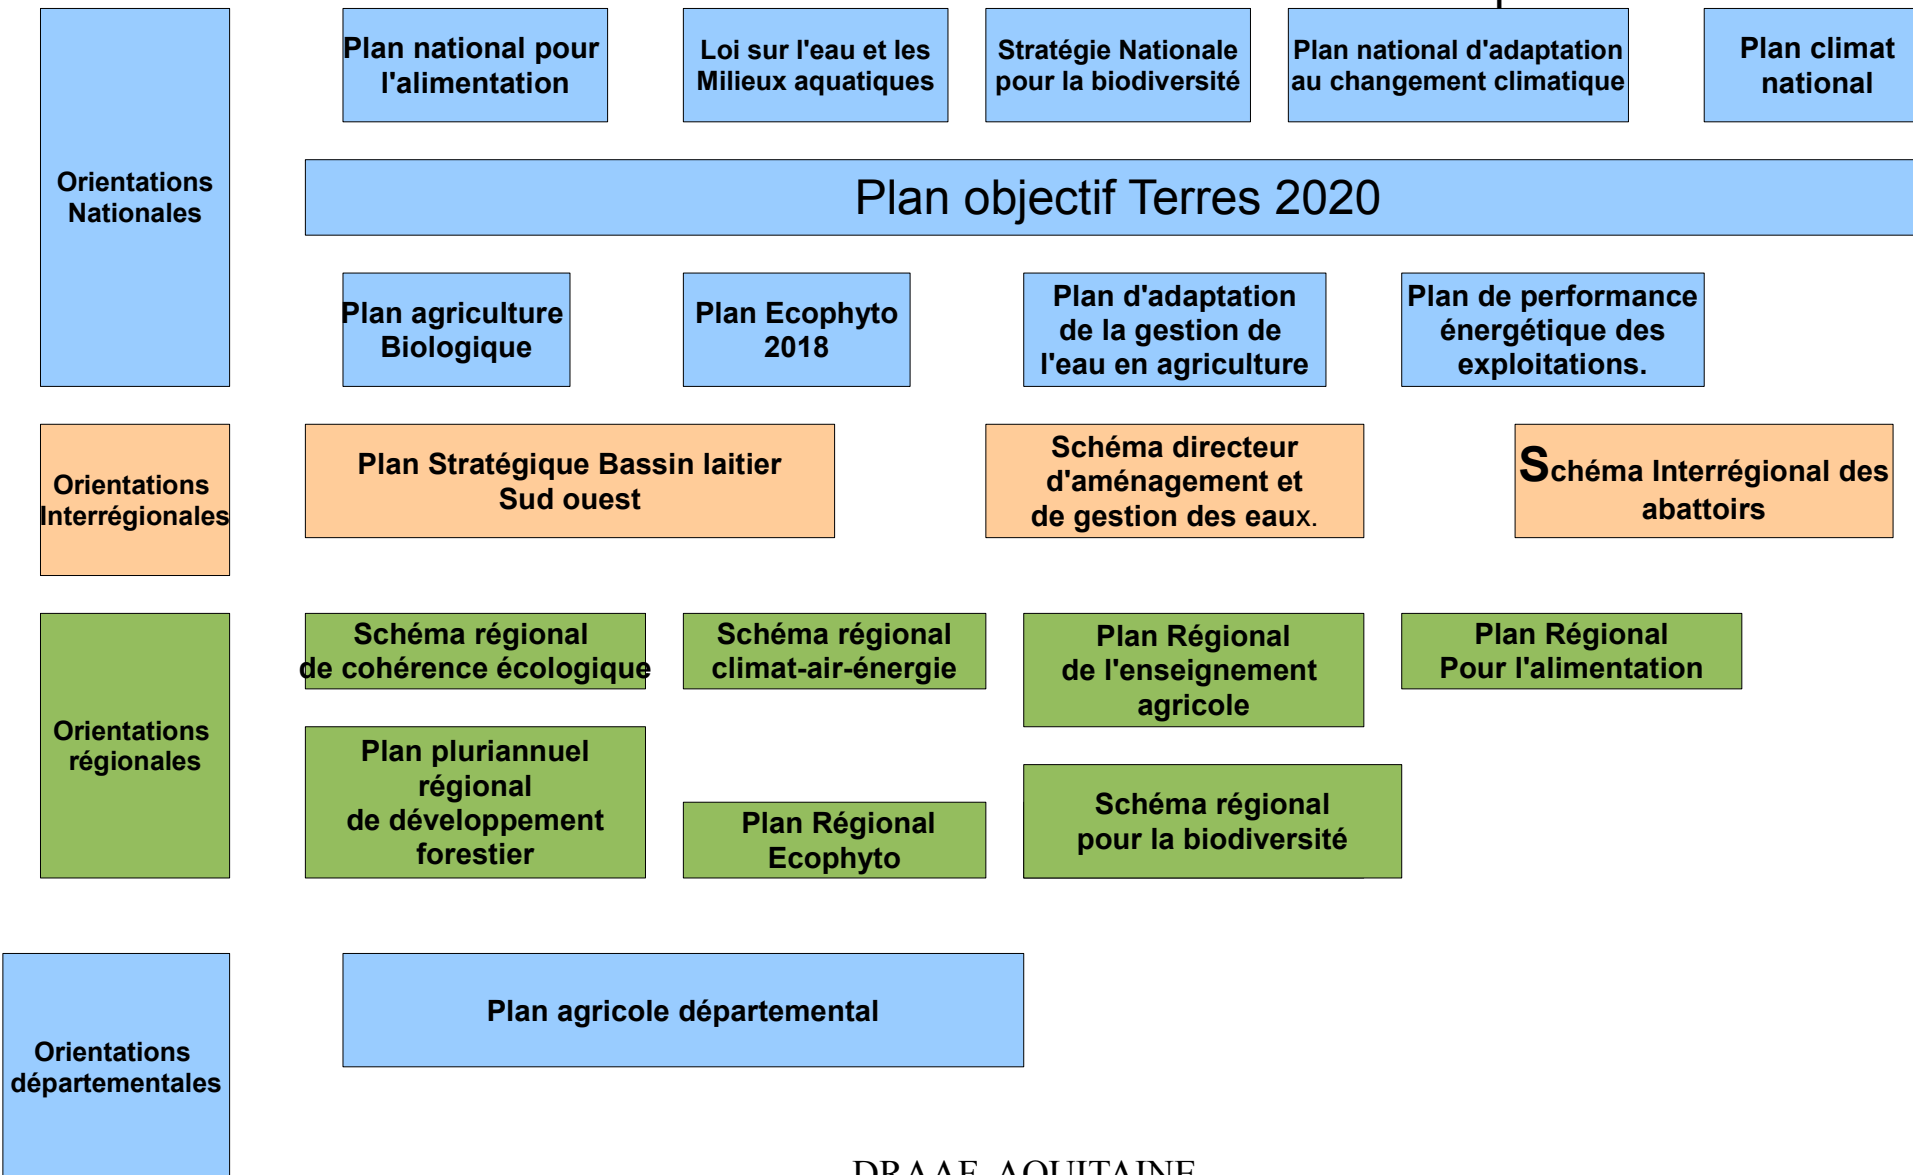 Plan national pour
l'alimentation
Loi sur l'eau et les
Milieux aquatiques
Stratégie Nationale
pour la biodiversité
Plan national d'adaptation
au changement climatique
Plan climat
national
Orientations
Nationales
Plan objectif Terres 2020
Plan agriculture
Biologique
Plan Ecophyto
2018
Plan d'adaptation
de la gestion de
l'eau en agriculture
Plan de performance
énergétique des
exploitations.
Orientations
Interrégionales
Plan Stratégique Bassin laitier
Sud ouest
Schéma directeur
d'aménagement et
de gestion des eaux.
Schéma Interrégional des
abattoirs
Orientations
régionales
Schéma régional
de cohérence écologique
Schéma régional
climat-air-énergie
Plan Régional
de l'enseignement
agricole
Plan Régional
Pour l'alimentation
Plan pluriannuel
régional
de développement
forestier
Plan Régional
Ecophyto
Schéma régional
pour la biodiversité
Orientations
départementales
Plan agricole départemental
DRAAF AQUITAINE